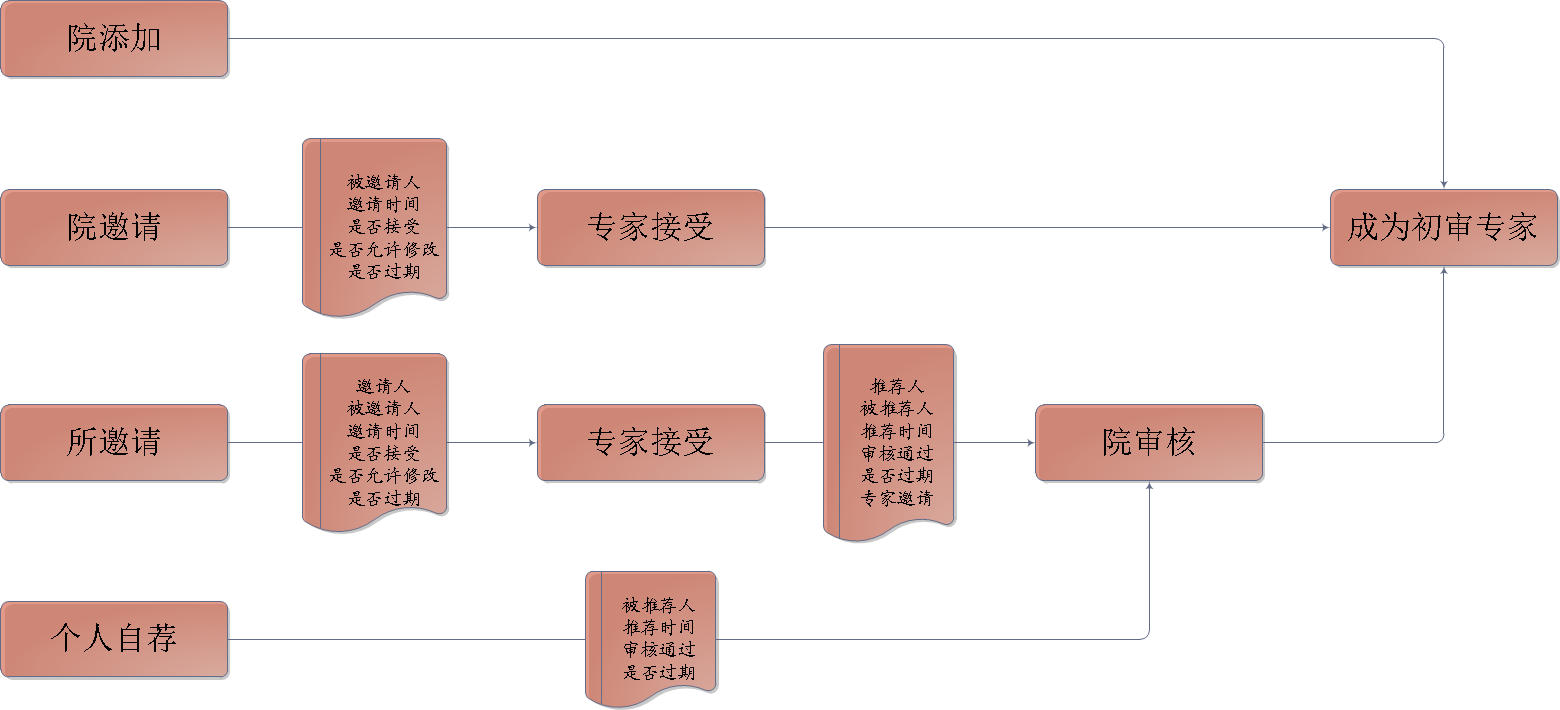 院添加
院邀请
被邀请人
邀请时间
是否接受
是否允许修改
是否过期
专家接受
成为初审专家
所邀请
邀请人
被邀请人
邀请时间
是否接受
是否允许修改
是否过期
专家接受
推荐人
被推荐人
推荐时间
审核通过
是否过期
专家邀请
院审核
个人自荐
被推荐人
推荐时间
审核通过
是否过期